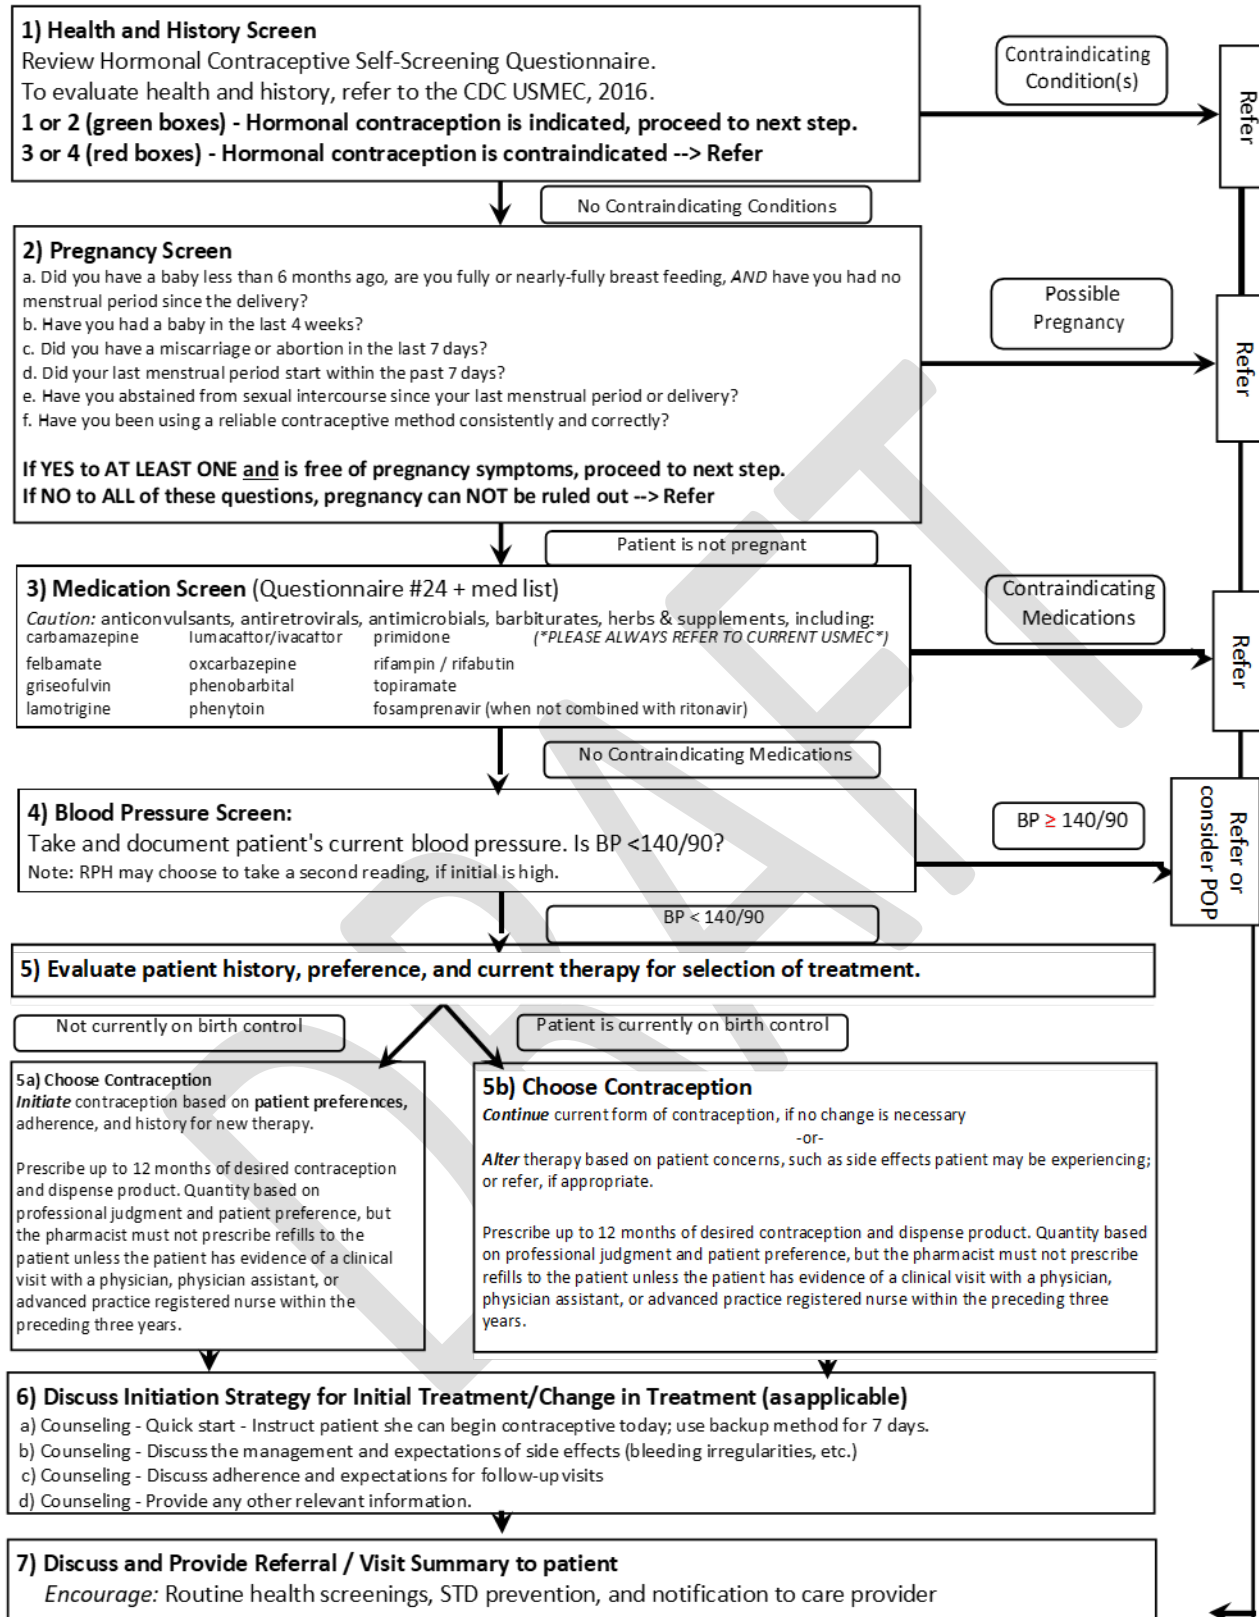 1) Health and History Screen
Review Hormonal Contraceptive Self-Screening Questionnaire.
To evaluate health and history, refer to the CDC USMEC, 2016.
1 or 2 (green boxes) - Hormonal contraception is indicated, proceed to next step.
3 or 4 (red boxes) - Hormonal contraception is contraindicated --> Refer
Contraindicating
Condition(s)
Refer
No Contraindicating Conditions
2) Pregnancy Screen
a. Did you have a baby less than 6 months ago, are you fully or nearly-fully breast feeding, AND have you had no
menstrual period since the delivery?
b. Have you had a baby in the last 4 weeks?
c. Did you have a miscarriage or abortion in the last 7 days?
d. Did your last menstrual period start within the past 7 days?
e. Have you abstained from sexual intercourse since your last menstrual period or delivery?
f. Have you been using a reliable contraceptive method consistently and correctly?
If YES to AT LEAST ONE and is free of pregnancy symptoms, proceed to next step.
If NO to ALL of these questions, pregnancy can NOT be ruled out --> Refer
Possible
Pregnancy
Refer
Patient is not pregnant
3) Medication Screen (Questionnaire #24 + med list)
Caution: anticonvulsants, antiretrovirals, antimicrobials, barbiturates, herbs & supplements, including:
carbamazepine lumacaftor/ivacaftor primidone (*PLEASE ALWAYS REFER TO CURRENT USMEC*)
felbamate oxcarbazepine rifampin / rifabutin
griseofulvin phenobarbital topiramate
lamotrigine phenytoin fosamprenavir (when not combined with ritonavir)
Contraindicating
Medications
Refer
No Contraindicating Medications
4) Blood Pressure Screen:
Take and document patient's current blood pressure. Is BP <140/90?
Note: RPH may choose to take a second reading, if initial is high.
BP ≥ 140/90
Refer or
consider POP
BP < 140/90
5) Evaluate patient history, preference, and current therapy for selection of treatment.
Not currently on birth control
Patient is currently on birth control
5a) Choose Contraception
Initiate contraception based on patient preferences,
adherence, and history for new therapy.
Prescribe up to 12 months of desired contraception
and dispense product. Quantity based on
professional judgment and patient preference, but
the pharmacist must not prescribe refills to the
patient unless the patient has evidence of a clinical
visit with a physician, physician assistant, or
advanced practice registered nurse within the
preceding three years.
5b) Choose Contraception
Continue current form of contraception, if no change is necessary
-or-
Alter therapy based on patient concerns, such as side effects patient may be experiencing;
or refer, if appropriate.
Prescribe up to 12 months of desired contraception and dispense product. Quantity based
on professional judgment and patient preference, but the pharmacist must not prescribe
refills to the patient unless the patient has evidence of a clinical visit with a physician,
physician assistant, or advanced practice registered nurse within the preceding three
years.
6) Discuss Initiation Strategy for Initial Treatment/Change in Treatment (asapplicable)
a) Counseling - Quick start - Instruct patient she can begin contraceptive today; use backup method for 7 days.
b) Counseling - Discuss the management and expectations of side effects (bleeding irregularities, etc.)
c) Counseling - Discuss adherence and expectations for follow-up visits
d) Counseling - Provide any other relevant information.
7) Discuss and Provide Referral / Visit Summary to patient
Encourage: Routine health screenings, STD prevention, and notification to care provider
DRAFT